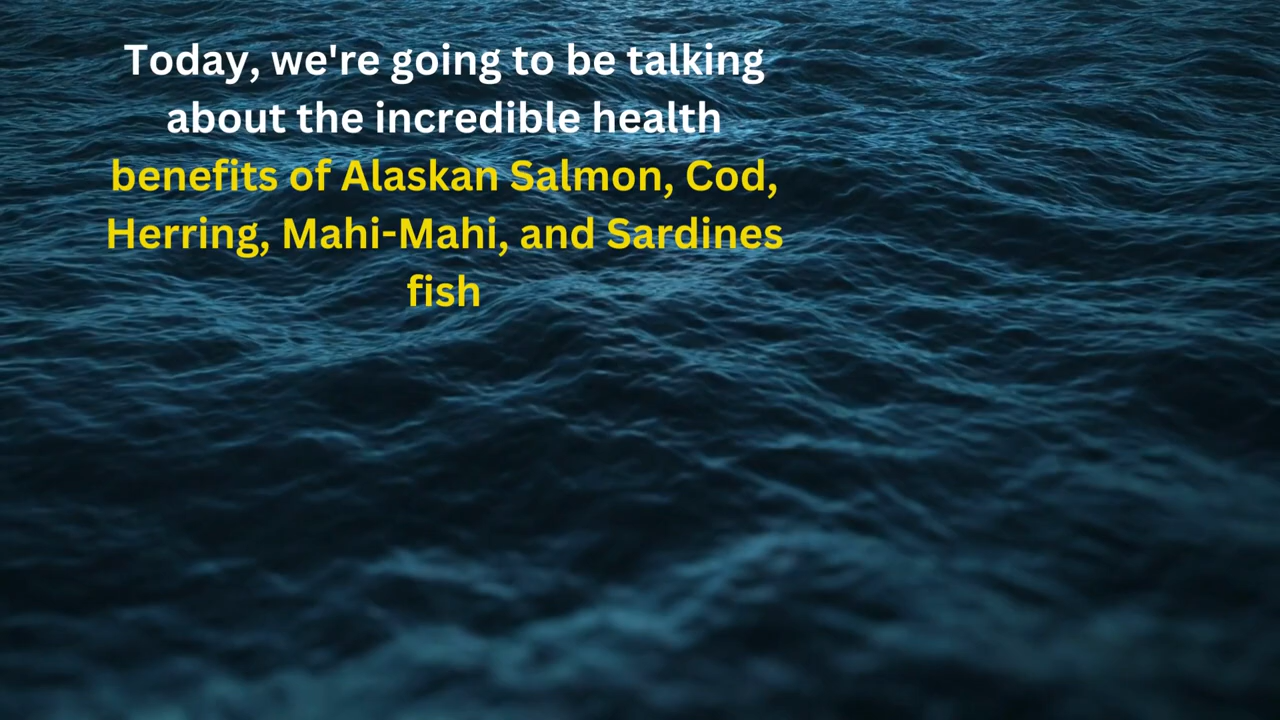 Today, we're going to be talking
about the incredible health
benefits of Alaskan Salmon, Cod,
Herring, Mahi-Mahi, and Sardines
fish